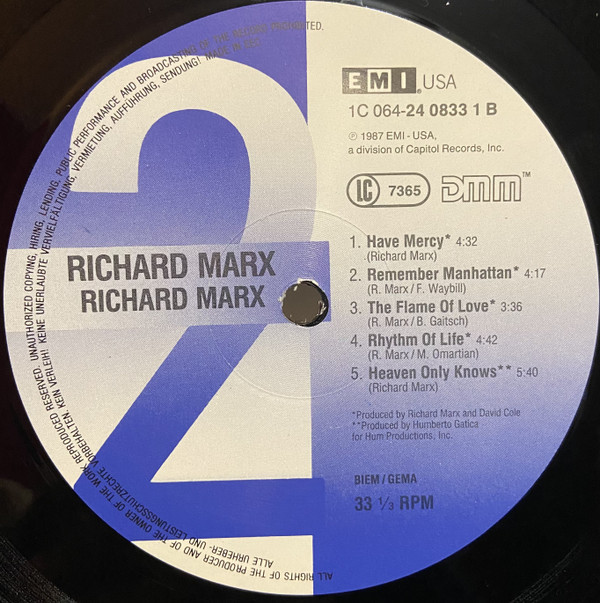 EMI USA
1C 064-24 0833 1 B
℗ 1987 EMI - USA,
a division of Capitol Records, Inc.
LC 7365 DMM™
2
RICHARD MARX
RICHARD MARX
1. Have Mercy* 4:32
(Richard Marx)
2. Remember Manhattan* 4:17
(R. Marx / F. Waybill)
3. The Flame Of Love* 3:36
(R. Marx / B. Gaitsch)
4. Rhythm Of Life* 4:42
(R. Marx / M. Omartian)
5. Heaven Only Knows** 5:40
(Richard Marx)
*Produced by Richard Marx and David Cole
**Produced by Humberto Gatica
for Hum Productions, Inc.
BIEM / GEMA
33 ⅓ RPM
ALL RIGHTS OF THE PRODUCER AND OF THE OWNER OF THE WORK REPRODUCED RESERVED. UNAUTHORIZED COPYING, HIRING, LENDING, PUBLIC PERFORMANCE AND BROADCASTING OF THE RECORD PROHIBITED.
ALLE URHEBER- UND LEISTUNGSSCHUTZRECHTE VORBEHALTEN. KEIN VERLEIH! KEINE UNERLAUBTE VERVIELFÄLTIGUNG, VERMIETUNG, AUFFÜHRUNG, SENDUNG! MADE IN